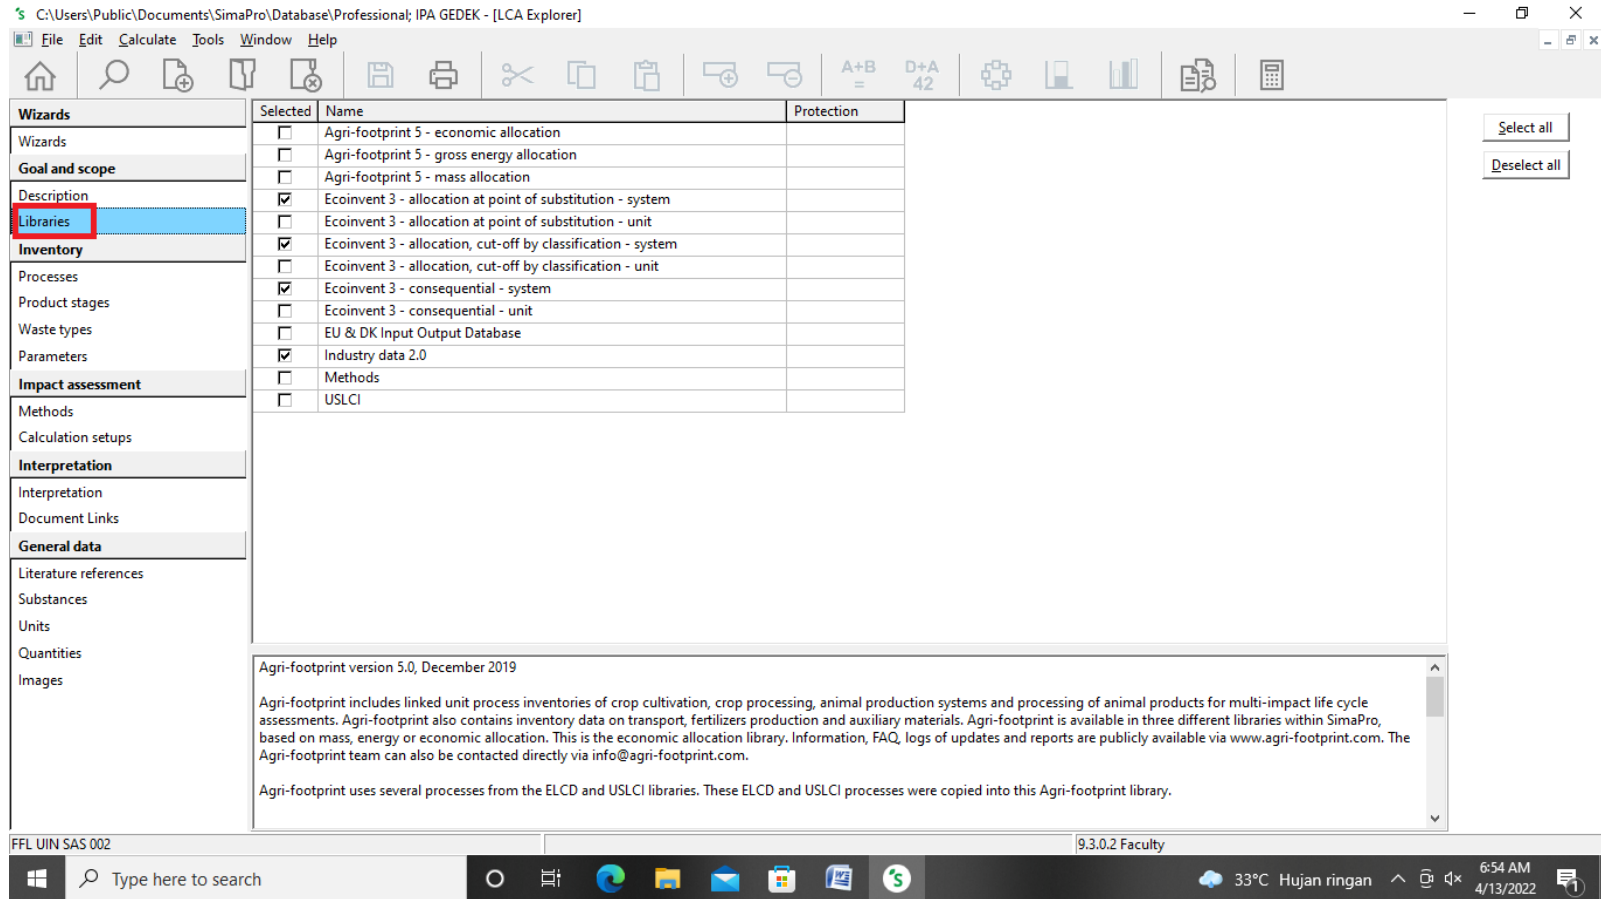 C:\Users\Public\Documents\SimaPro\Database\Professional; IPA GEDEK - [LCA Explorer]
File Edit Calculate Tools Window Help
A+B
=
D+A
42
Wizards
Wizards
Goal and scope
Description
Libraries
Inventory
Processes
Product stages
Waste types
Parameters
Impact assessment
Methods
Calculation setups
Interpretation
Interpretation
Document Links
General data
Literature references
Substances
Units
Quantities
Images
Selected Name Protection
Agri-footprint 5 - economic allocation
Agri-footprint 5 - gross energy allocation
Agri-footprint 5 - mass allocation
Ecoinvent 3 - allocation at point of substitution - system
Ecoinvent 3 - allocation at point of substitution - unit
Ecoinvent 3 - allocation, cut-off by classification - system
Ecoinvent 3 - allocation, cut-off by classification - unit
Ecoinvent 3 - consequential - system
Ecoinvent 3 - consequential - unit
EU & DK Input Output Database
Industry data 2.0
Methods
USLCI
Select all
Deselect all
Agri-footprint version 5.0, December 2019
Agri-footprint includes linked unit process inventories of crop cultivation, crop processing, animal production systems and processing of animal products for multi-impact life cycle
assessments. Agri-footprint also contains inventory data on transport, fertilizers production and auxiliary materials. Agri-footprint is available in three different libraries within SimaPro,
based on mass, energy or economic allocation. This is the economic allocation library. Information, FAQ, logs of updates and reports are publicly available via www.agri-footprint.com. The
Agri-footprint team can also be contacted directly via info@agri-footprint.com.
Agri-footprint uses several processes from the ELCD and USLCI libraries. These ELCD and USLCI processes were copied into this Agri-footprint library.
FFL UIN SAS 002
9.3.0.2 Faculty
Type here to search
33°C Hujan ringan
6:54 AM
4/13/2022
1